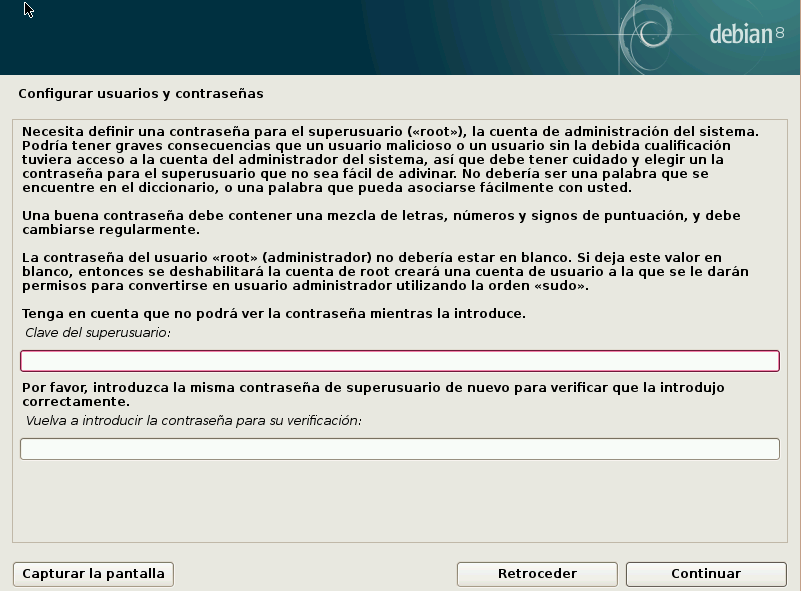 debian 8
Configurar usuarios y contraseñas
Necesita definir una contraseña para el superusuario («root»), la cuenta de administración del sistema.
Podría tener graves consecuencias que un usuario malicioso o un usuario sin la debida cualificación
tuviera acceso a la cuenta del administrador del sistema, así que debe tener cuidado y elegir un la
contraseña para el superusuario que no sea fácil de adivinar. No debería ser una palabra que se
encuentre en el diccionario, o una palabra que pueda asociarse fácilmente con usted.
Una buena contraseña debe contener una mezcla de letras, números y signos de puntuación, y debe
cambiarse regularmente.
La contraseña del usuario «root» (administrador) no debería estar en blanco. Si deja este valor en
blanco, entonces se deshabilitará la cuenta de root creará una cuenta de usuario a la que se le darán
permisos para convertirse en usuario administrador utilizando la orden «sudo».
Tenga en cuenta que no podrá ver la contraseña mientras la introduce.
Clave del superusuario:
Por favor, introduzca la misma contraseña de superusuario de nuevo para verificar que la introdujo
correctamente.
Vuelva a introducir la contraseña para su verificación:
Capturar la pantalla
Retroceder
Continuar